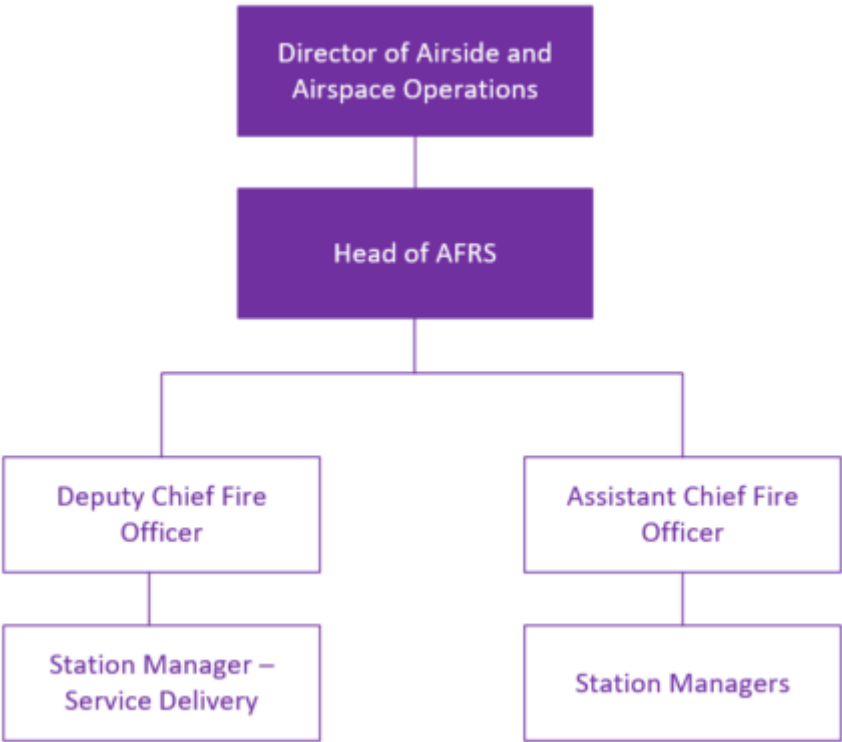 Director of Airside and
Airspace Operations
Head of AFRS
Deputy Chief Fire
Officer
Assistant Chief Fire
Officer
Station Manager –
Service Delivery
Station Managers